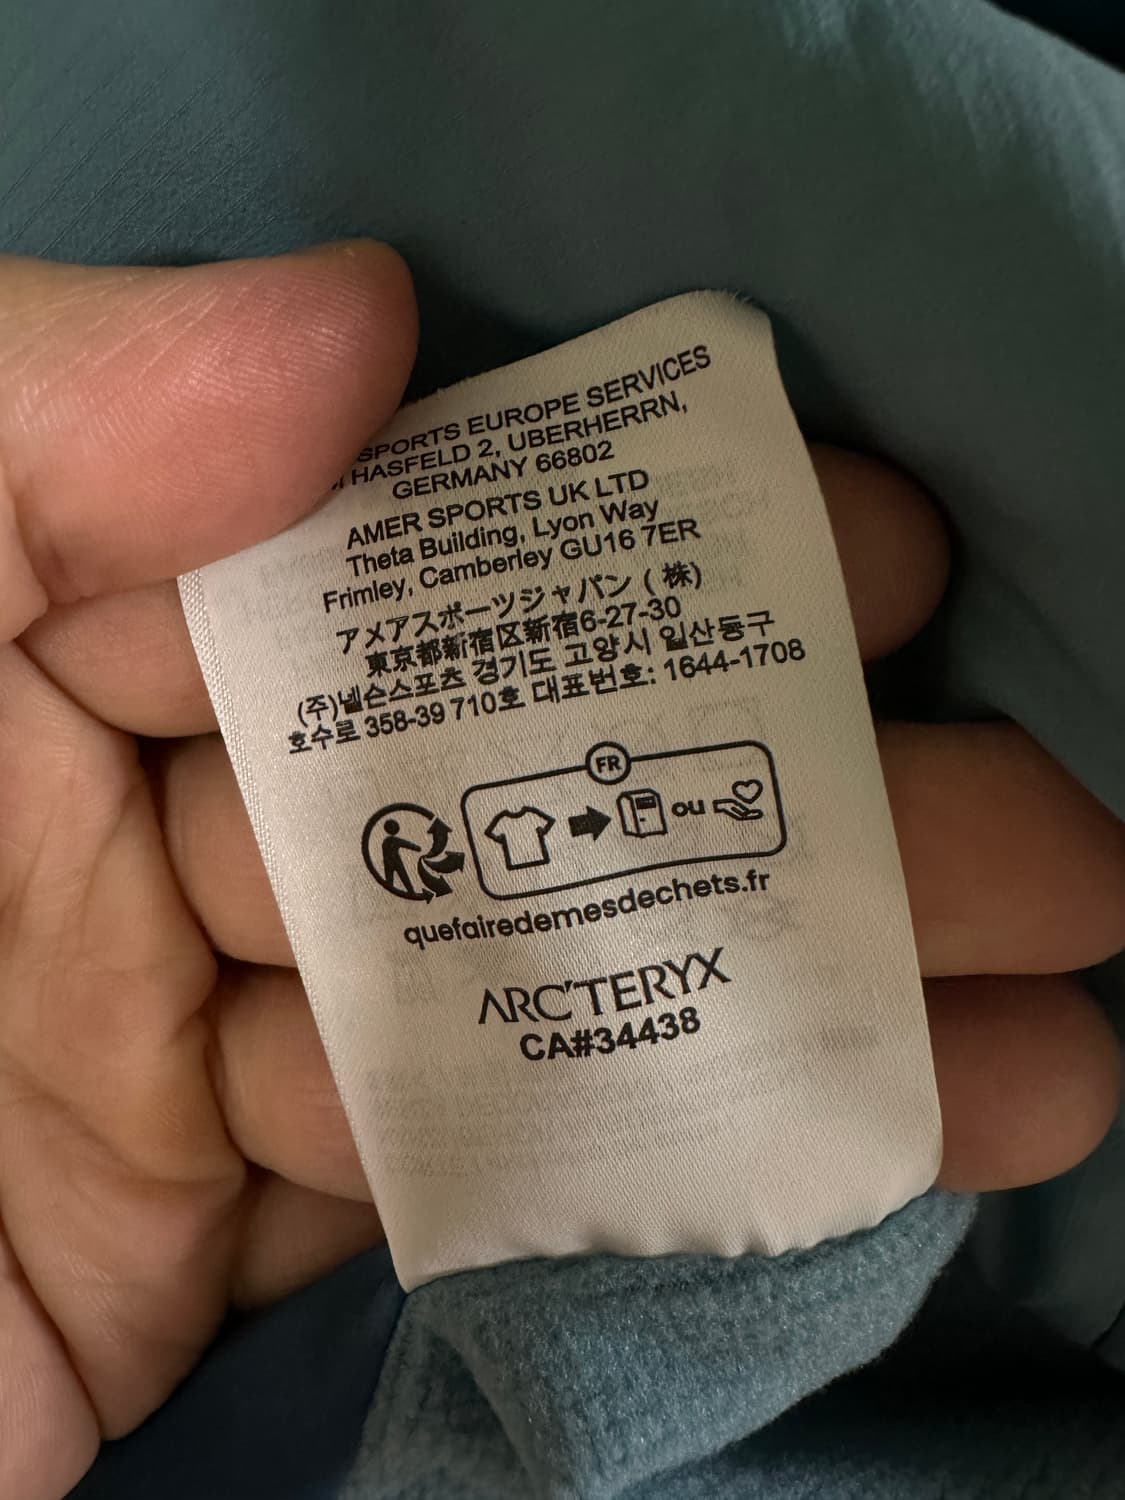 SPORTS EUROPE SERVICES
HASFELD 2, UBERHERRN,
GERMANY 66802
AMER SPORTS UK LTD
Theta Building, Lyon Way
Frimley, Camberley GU16 7ER
アメアスポーツジャパン ( 株)
東京都新宿区新宿6-27-30
(주)넬슨스포츠 경기도 고양시 일산동구
호수로 358-39 710호 대표번호: 1644-1708
FR
ou
quefairedemesdechets.fr
ARC'TERYX
CA#34438